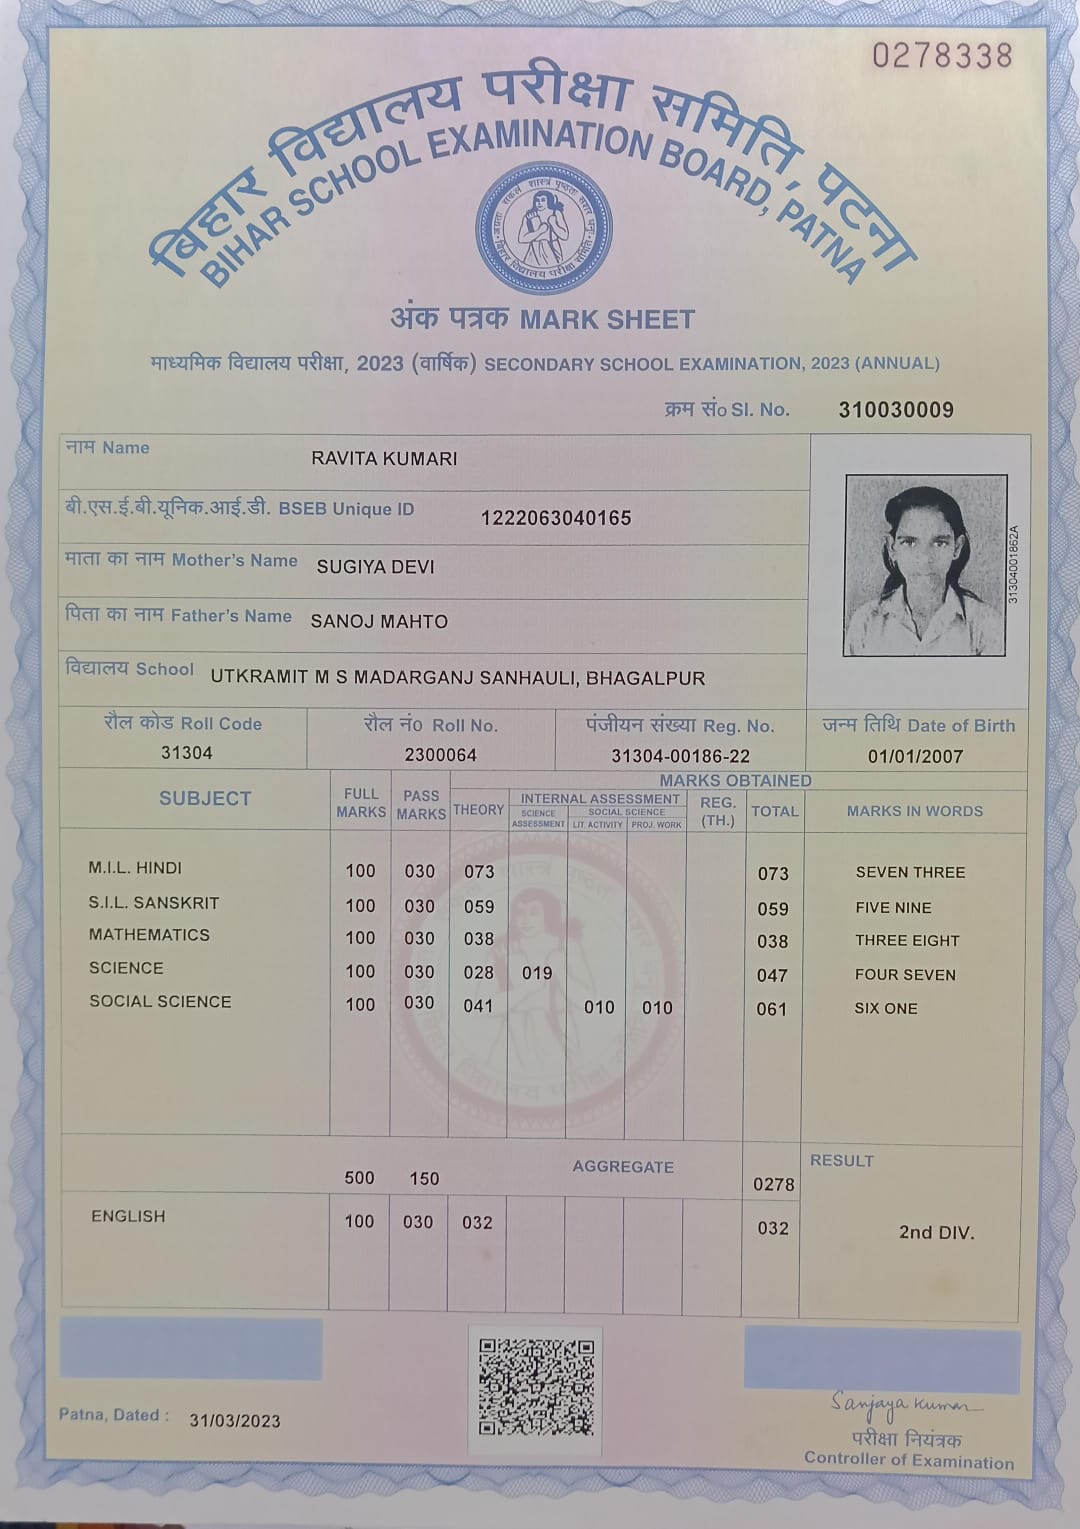 0278338
बिहार विद्यालय परीक्षा समिति, पटना
BIHAR SCHOOL EXAMINATION BOARD, PATNA
अंक पत्रक MARK SHEET
माध्यमिक विद्यालय परीक्षा, 2023 (वार्षिक) SECONDARY SCHOOL EXAMINATION, 2023 (ANNUAL)
क्रम सं० Sl. No. 310030009
नाम Name RAVITA KUMARI
बी.एस.ई.बी.यूनिक.आई.डी. BSEB Unique ID 1222063040165
माता का नाम Mother's Name SUGIYA DEVI
पिता का नाम Father's Name SANOJ MAHTO
विद्यालय School UTKRAMIT M S MADARGANJ SANHAULI, BHAGALPUR
31304001862A
रौल कोड Roll Code रौल नं० Roll No. पंजीयन संख्या Reg. No. जन्म तिथि Date of Birth
31304 2300064 31304-00186-22 01/01/2007
MARKS OBTAINED
SUBJECT FULL MARKS PASS MARKS THEORY INTERNAL ASSESSMENT REG. (TH.) TOTAL MARKS IN WORDS
SCIENCE ASSESSMENT SOCIAL SCIENCE
LIT. ACTIVITY PROJ. WORK
M.I.L. HINDI 100 030 073 073 SEVEN THREE
S.I.L. SANSKRIT 100 030 059 059 FIVE NINE
MATHEMATICS 100 030 038 038 THREE EIGHT
SCIENCE 100 030 028 019 047 FOUR SEVEN
SOCIAL SCIENCE 100 030 041 010 010 061 SIX ONE
500 150 AGGREGATE 0278 RESULT
ENGLISH 100 030 032 032 2nd DIV.
Patna, Dated : 31/03/2023
Sanjaya Kumar
परीक्षा नियंत्रक
Controller of Examination